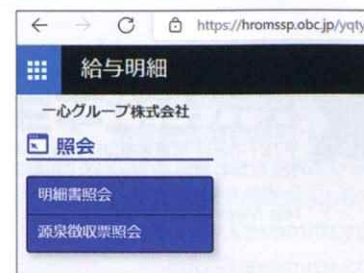 https://hromssp.obc.jp/yqty
給与明細
一心グループ株式会社
照会
明細書照会
源泉徴収票照会